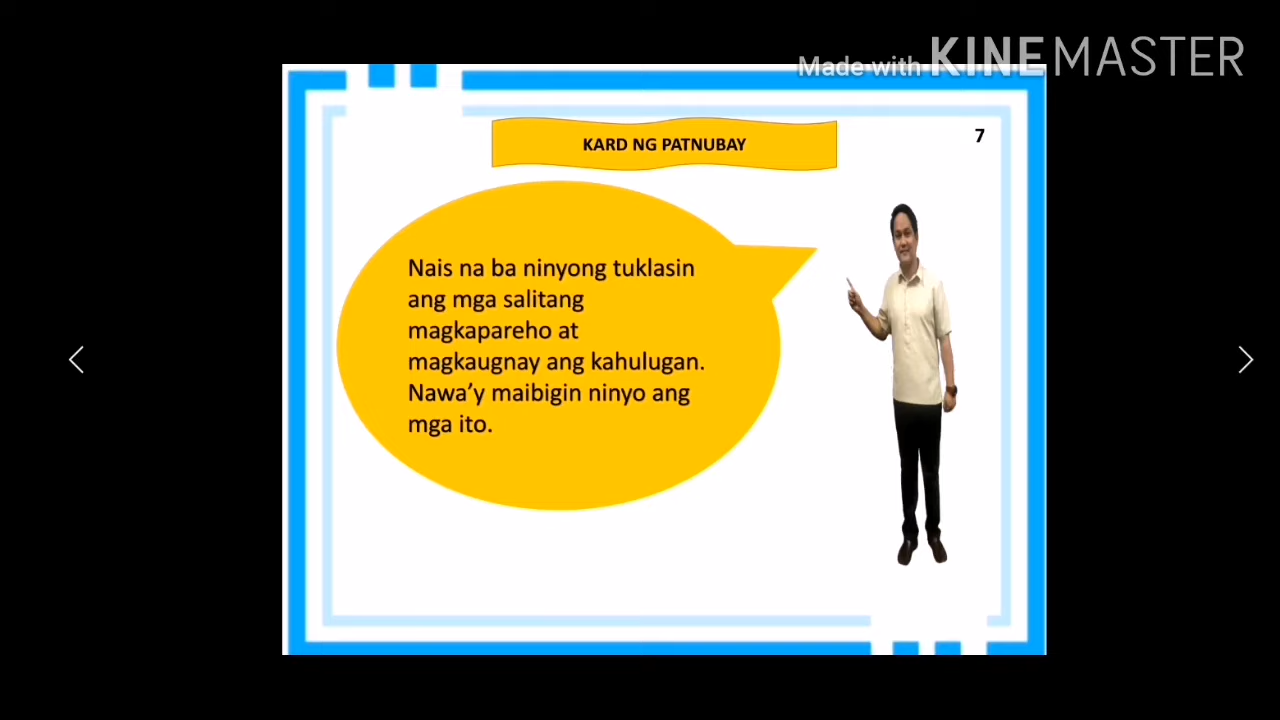 Made with KINEMASTER
KARD NG PATNUBAY
7
Nais na ba ninyong tuklasin
ang mga salitang
magkapareho at
magkaugnay ang kahulugan.
Nawa’y maibigin ninyo ang
mga ito.